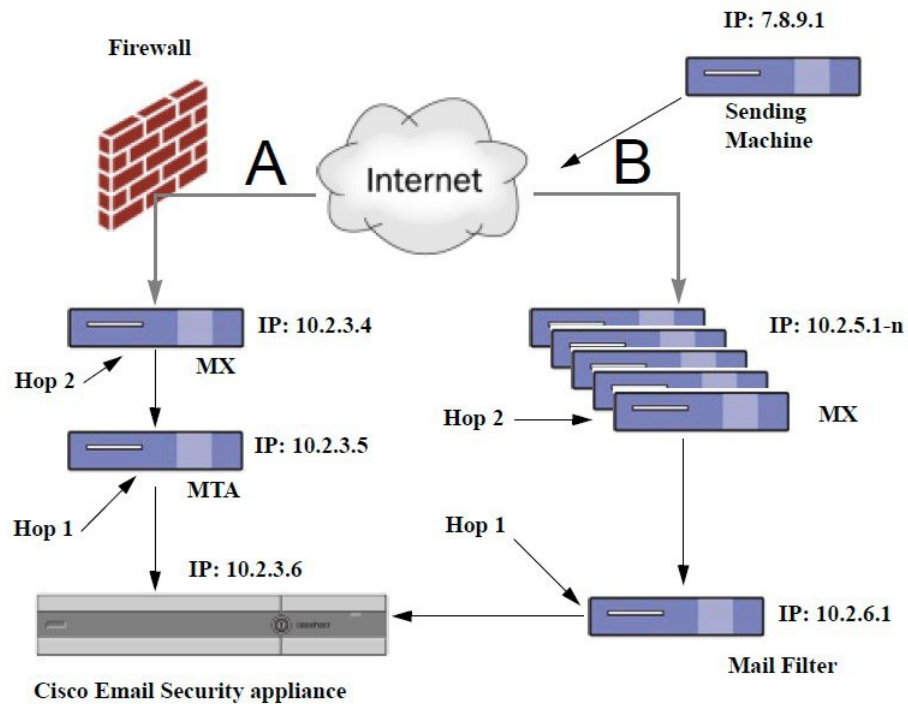 IP: 7.8.9.1
Firewall
Sending
Machine
A
B
Internet
IP: 10.2.3.4
IP: 10.2.5.1-n
MX
Hop 2
Hop 2
MX
IP: 10.2.3.5
MTA
Hop 1
Hop 1
IP: 10.2.3.6
IP: 10.2.6.1
IRONPORT
Mail Filter
Cisco Email Security appliance